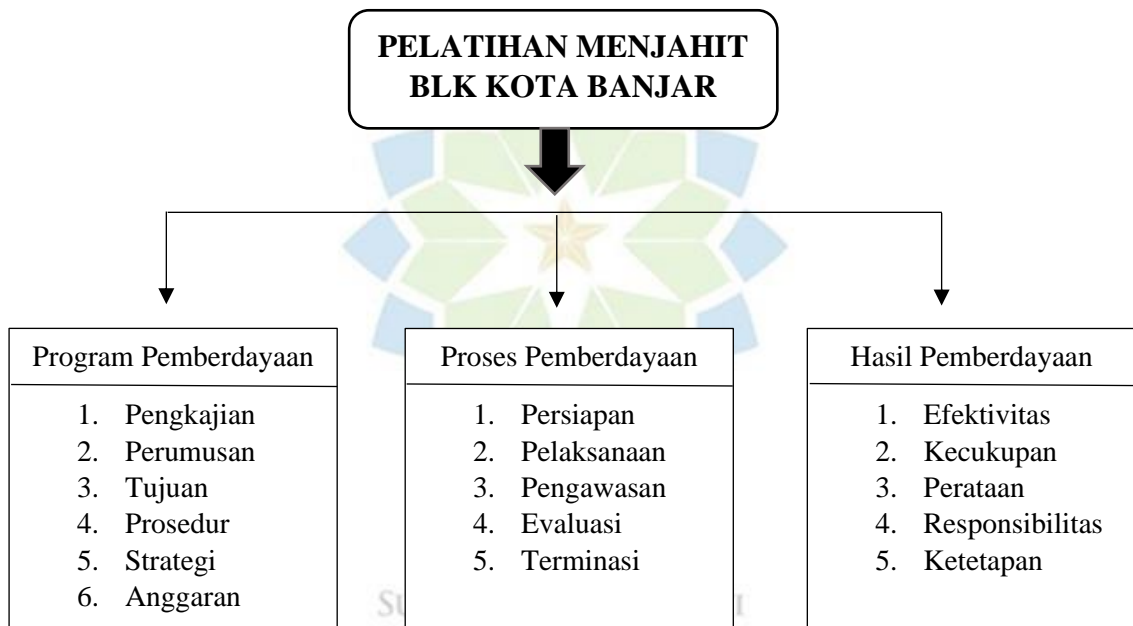 PELATIHAN MENJAHIT
BLK KOTA BANJAR
Program Pemberdayaan
1. Pengkajian
2. Perumusan
3. Tujuan
4. Prosedur
5. Strategi
6. Anggaran
Proses Pemberdayaan
1. Persiapan
2. Pelaksanaan
3. Pengawasan
4. Evaluasi
5. Terminasi
Hasil Pemberdayaan
1. Efektivitas
2. Kecukupan
3. Perataan
4. Responsibilitas
5. Ketetapan